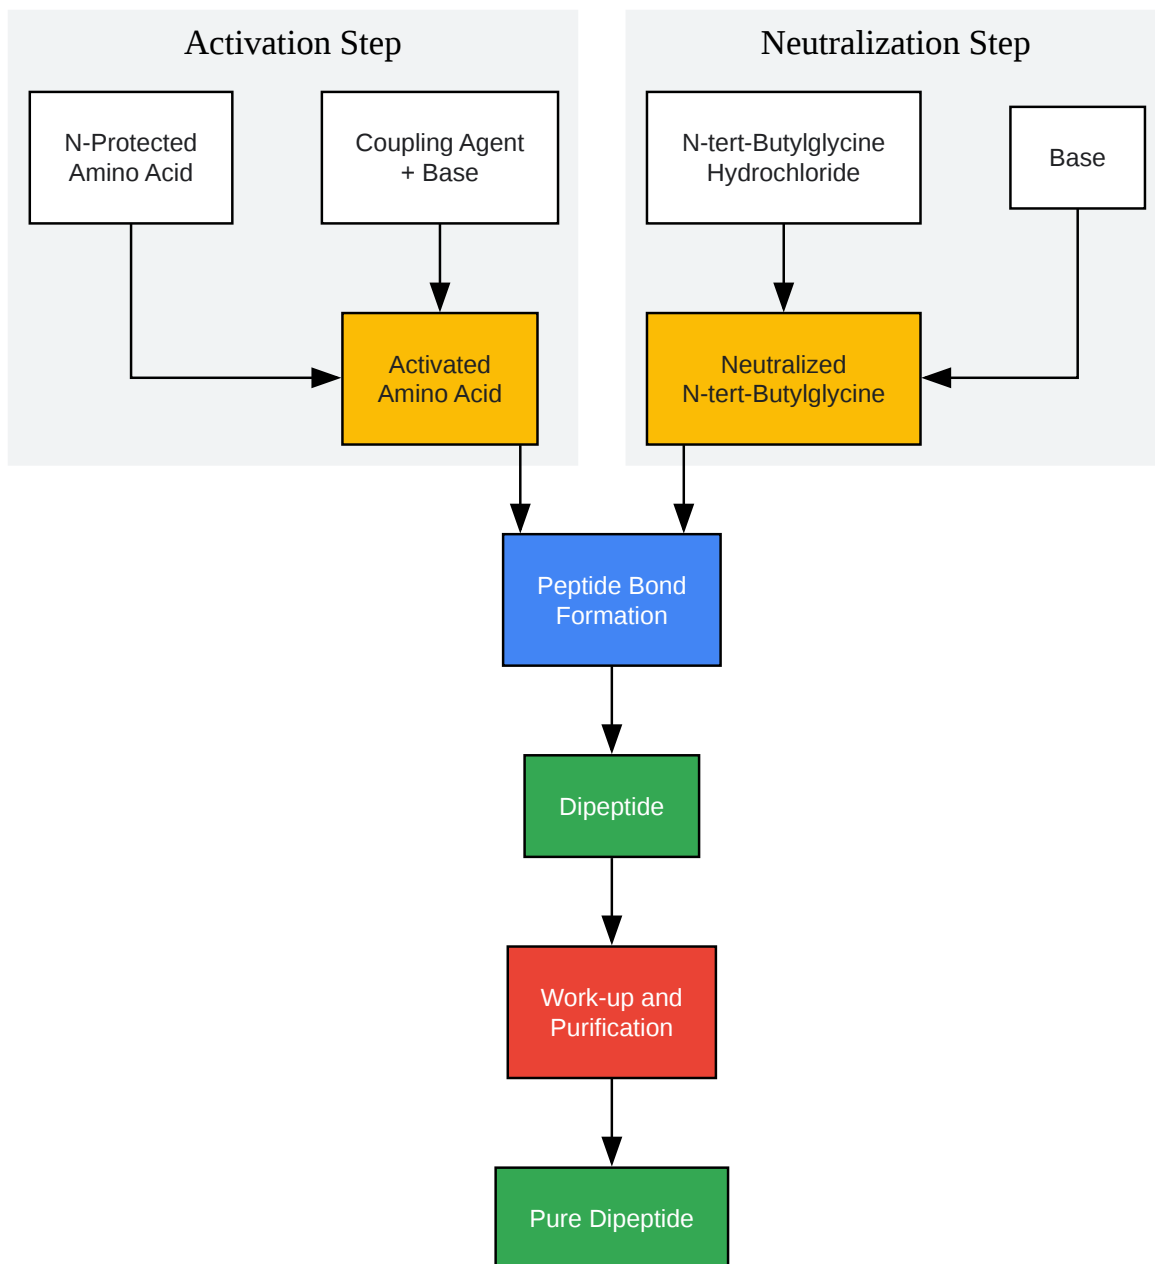 Activation Step
Neutralization Step
N-Protected
Amino Acid
Coupling Agent
+ Base
N-tert-Butylglycine
Hydrochloride
Base
Activated
Amino Acid
Neutralized
N-tert-Butylglycine
Peptide Bond
Formation
Dipeptide
Work-up and
Purification
Pure Dipeptide